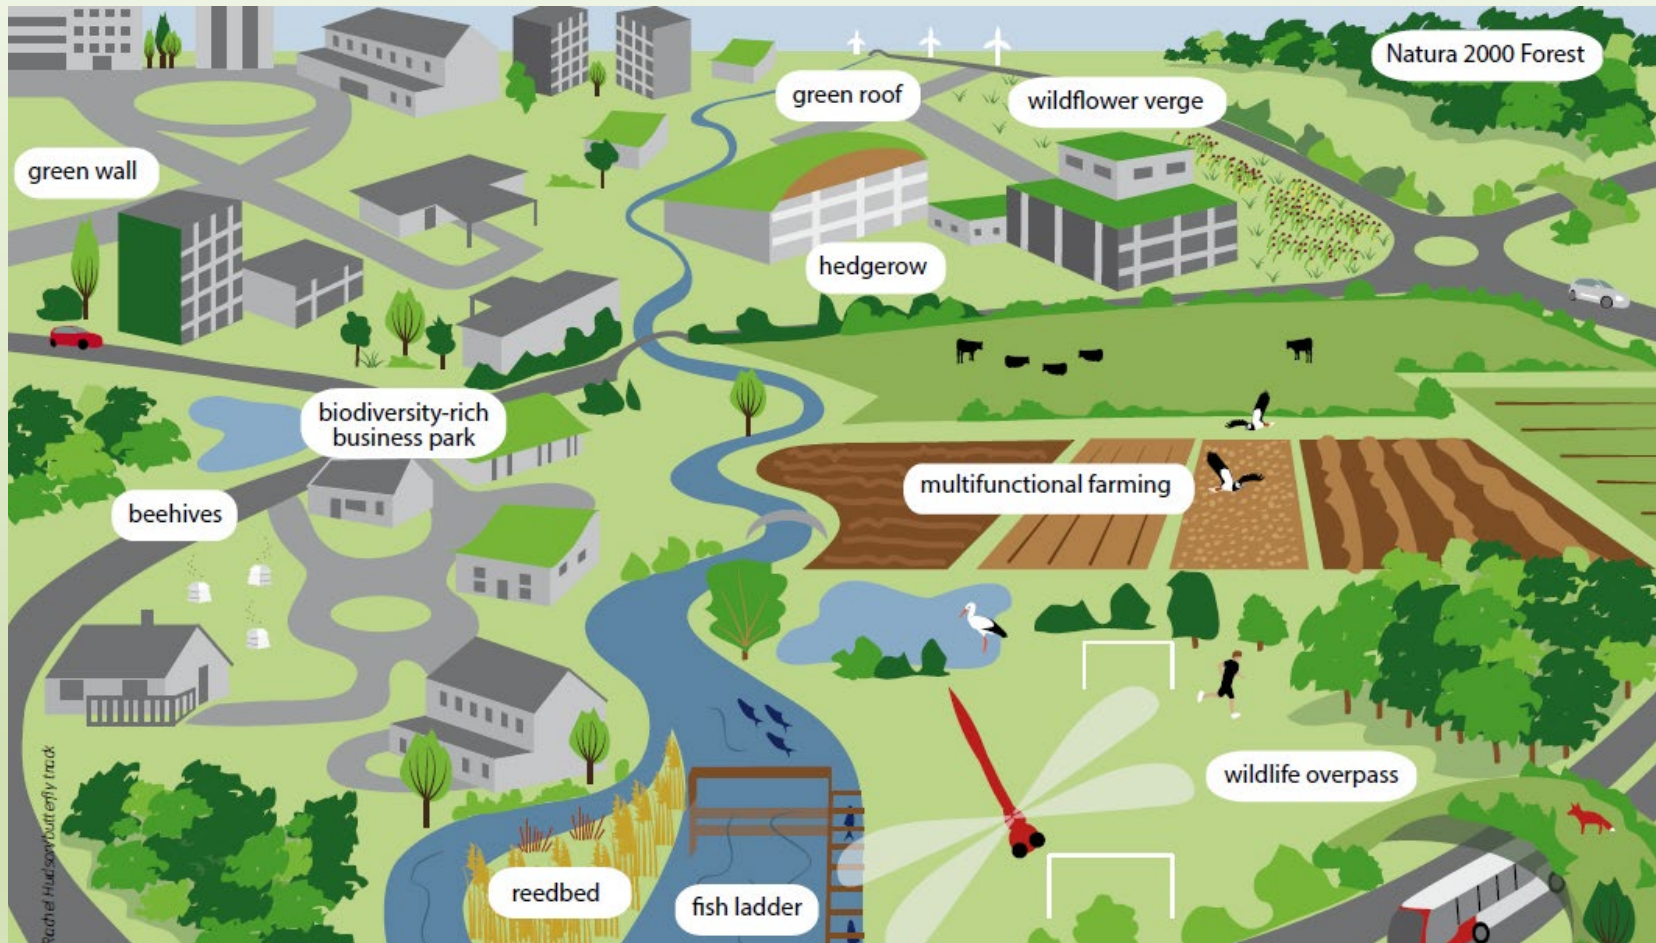 Natura 2000 Forest
green roof
wildflower verge
green wall
hedgerow
biodiversity-rich
business park
multifunctional farming
beehives
wildlife overpass
reedbed
fish ladder
Rachel Hudson/butterfly track